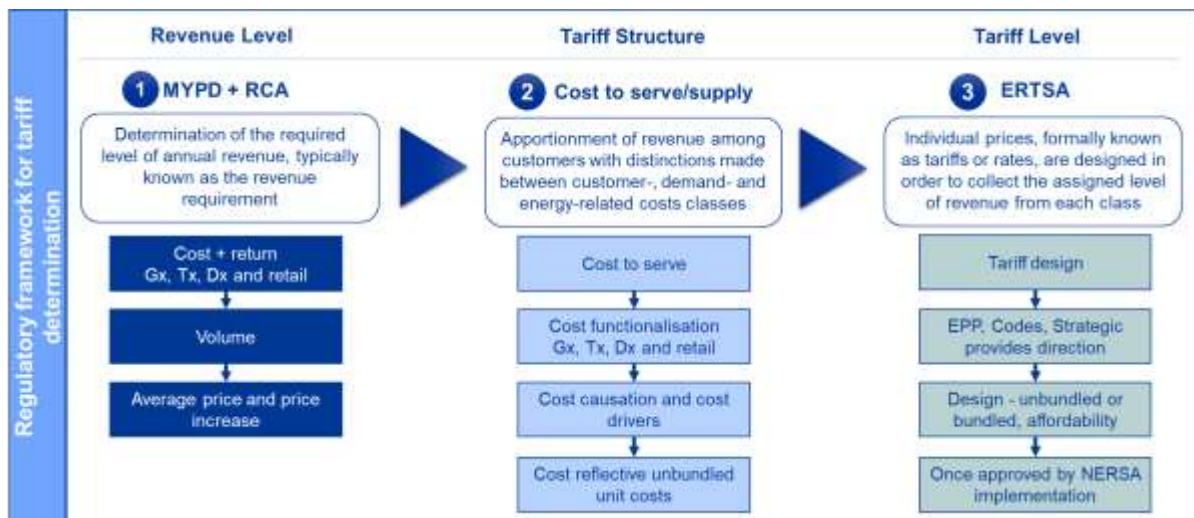 Regulatory framework for tariff
determination
Revenue Level
1 MYPD + RCA
Determination of the required
level of annual revenue, typically
known as the revenue
requirement
Cost + return
Gx, Tx, Dx and retail
Volume
Average price and price
increase
Tariff Structure
2 Cost to serve/supply
Apportionment of revenue among
customers with distinctions made
between customer-, demand- and
energy-related costs classes
Cost to serve
Cost functionalisation
Gx, Tx, Dx and retail
Cost causation and cost
drivers
Cost reflective unbundled
unit costs
Tariff Level
3 ERTSA
Individual prices, formally known
as tariffs or rates, are designed in
order to collect the assigned level
of revenue from each class
Tariff design
EPP, Codes, Strategic
provides direction
Design - unbundled or
bundled, affordability
Once approved by NERSA
implementation